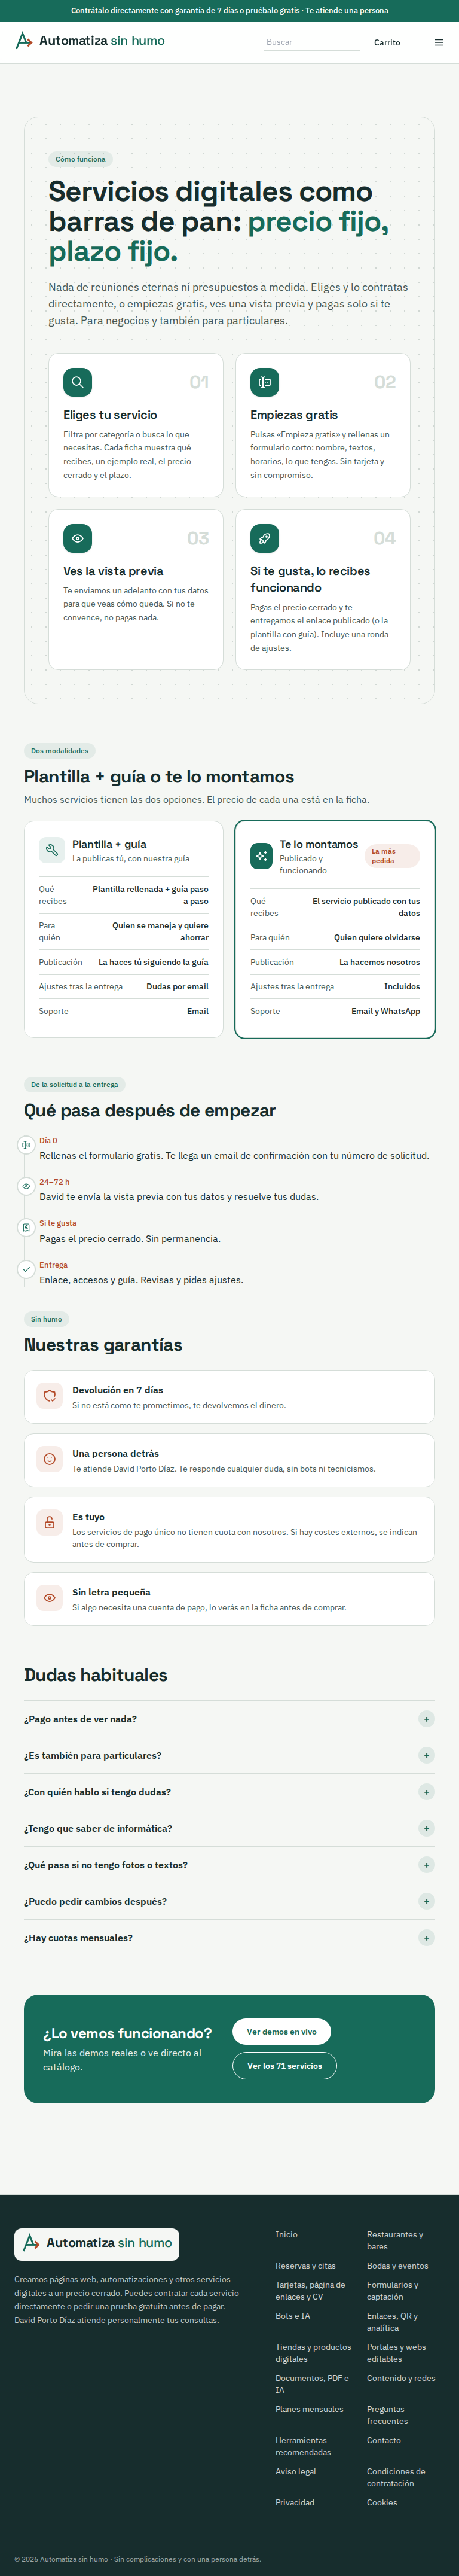 Contrátalo directamente con garantía de 7 días o pruébalo gratis · Te atiende una persona
Automatiza sin humo
Buscar
Carrito
Cómo funciona
Servicios digitales como
barras de pan: precio fijo,
plazo fijo.
Nada de reuniones eternas ni presupuestos a medida. Eliges y lo contratas
directamente, o empiezas gratis, ves una vista previa y pagas solo si te
gusta. Para negocios y también para particulares.
01
Eliges tu servicio
Filtra por categoría o busca lo que
necesitas. Cada ficha muestra qué
recibes, un ejemplo real, el precio
cerrado y el plazo.
02
Empiezas gratis
Pulsas «Empieza gratis» y rellenas un
formulario corto: nombre, textos,
horarios, lo que tengas. Sin tarjeta y
sin compromiso.
03
Ves la vista previa
Te enviamos un adelanto con tus datos
para que veas cómo queda. Si no te
convence, no pagas nada.
04
Si te gusta, lo recibes
funcionando
Pagas el precio cerrado y te
entregamos el enlace publicado (o la
plantilla con guía). Incluye una ronda
de ajustes.
Dos modalidades
Plantilla + guía o te lo montamos
Muchos servicios tienen las dos opciones. El precio de cada una está en la ficha.
Plantilla + guía
La publicas tú, con nuestra guía
Qué recibes
Plantilla rellenada + guía paso a paso
Para quién
Quien se maneja y quiere ahorrar
Publicación
La haces tú siguiendo la guía
Ajustes tras la entrega
Dudas por email
Soporte
Email
Te lo montamos
Publicado y funcionando
La más pedida
Qué recibes
El servicio publicado con tus datos
Para quién
Quien quiere olvidarse
Publicación
La hacemos nosotros
Ajustes tras la entrega
Incluidos
Soporte
Email y WhatsApp
De la solicitud a la entrega
Qué pasa después de empezar
Día 0
Rellenas el formulario gratis. Te llega un email de confirmación con tu número de solicitud.
24–72 h
David te envía la vista previa con tus datos y resuelve tus dudas.
Si te gusta
Pagas el precio cerrado. Sin permanencia.
Entrega
Enlace, accesos y guía. Revisas y pides ajustes.
Sin humo
Nuestras garantías
Devolución en 7 días
Si no está como te prometimos, te devolvemos el dinero.
Una persona detrás
Te atiende David Porto Díaz. Te responde cualquier duda, sin bots ni tecnicismos.
Es tuyo
Los servicios de pago único no tienen cuota con nosotros. Si hay costes externos, se indican
antes de comprar.
Sin letra pequeña
Si algo necesita una cuenta de pago, lo verás en la ficha antes de comprar.
Dudas habituales
¿Pago antes de ver nada?
+
¿Es también para particulares?
+
¿Con quién hablo si tengo dudas?
+
¿Tengo que saber de informática?
+
¿Qué pasa si no tengo fotos o textos?
+
¿Puedo pedir cambios después?
+
¿Hay cuotas mensuales?
+
¿Lo vemos funcionando?
Mira las demos reales o ve directo al
catálogo.
Ver demos en vivo
Ver los 71 servicios
Automatiza sin humo
Creamos páginas web, automatizaciones y otros servicios
digitales a un precio cerrado. Puedes contratar cada servicio
directamente o pedir una prueba gratuita antes de pagar.
David Porto Díaz atiende personalmente tus consultas.
Inicio
Restaurantes y bares
Reservas y citas
Bodas y eventos
Tarjetas, página de enlaces y CV
Formularios y captación
Bots e IA
Enlaces, QR y analítica
Tiendas y productos digitales
Portales y webs editables
Documentos, PDF e IA
Contenido y redes
Planes mensuales
Preguntas frecuentes
Herramientas recomendadas
Contacto
Aviso legal
Condiciones de contratación
Privacidad
Cookies
© 2026 Automatiza sin humo · Sin complicaciones y con una persona detrás.